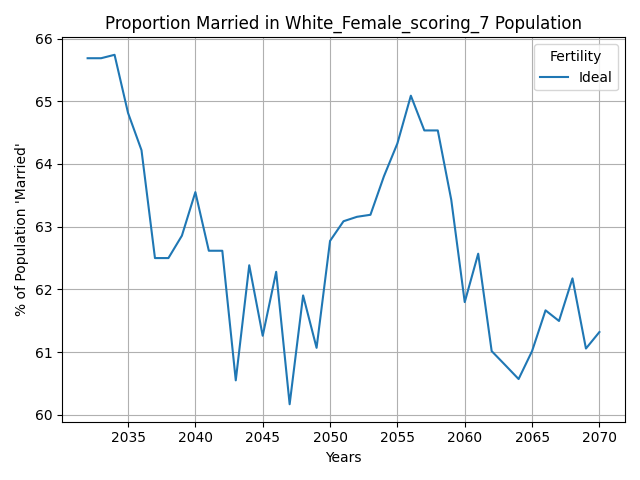 Proportion Married in White_Female_scoring_7 Population
Fertility
Ideal
% of Population 'Married'
66
65
64
63
62
61
60
2035 2040 2045 2050 2055 2060 2065 2070
Years